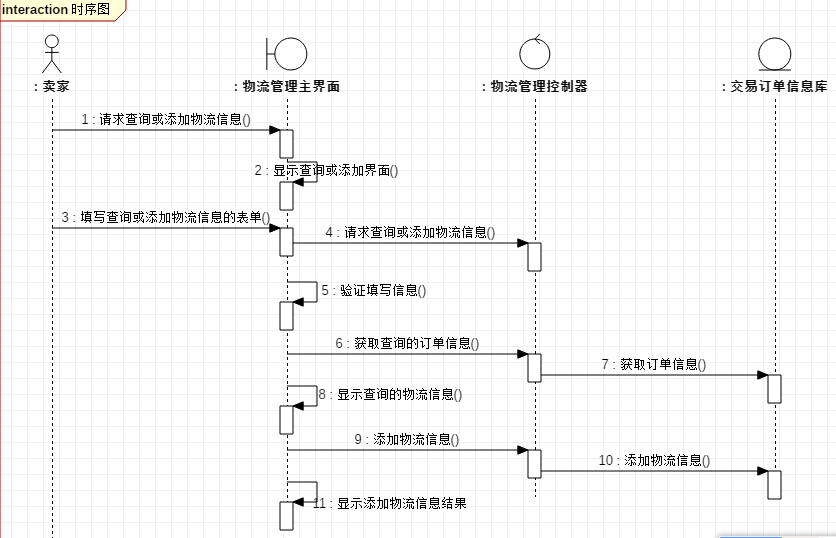 interaction 时序图
: 卖家
: 物流管理主界面
: 物流管理控制器
: 交易订单信息库
1 : 请求查询或添加物流信息()
2 : 显示查询或添加界面()
3 : 填写查询或添加物流信息的表单()
4 : 请求查询或添加物流信息()
5 : 验证填写信息()
6 : 获取查询的订单信息()
7 : 获取订单信息()
8 : 显示查询的物流信息()
9 : 添加物流信息()
10 : 添加物流信息()
11 : 显示添加物流信息结果